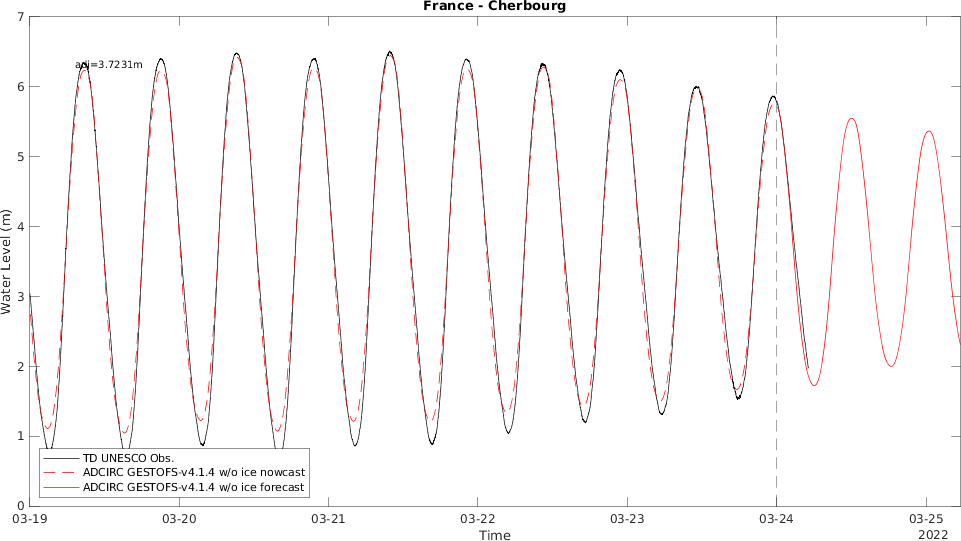 France - Cherbourg
7
adj=3.7231m
6
5
4
3
2
1
0
Water Level (m)
TD UNESCO Obs.
ADCIRC GESTOFS-v4.1.4 w/o ice nowcast
ADCIRC GESTOFS-v4.1.4 w/o ice forecast
03-19 03-20 03-21 03-22 03-23 03-24 03-25
Time 2022